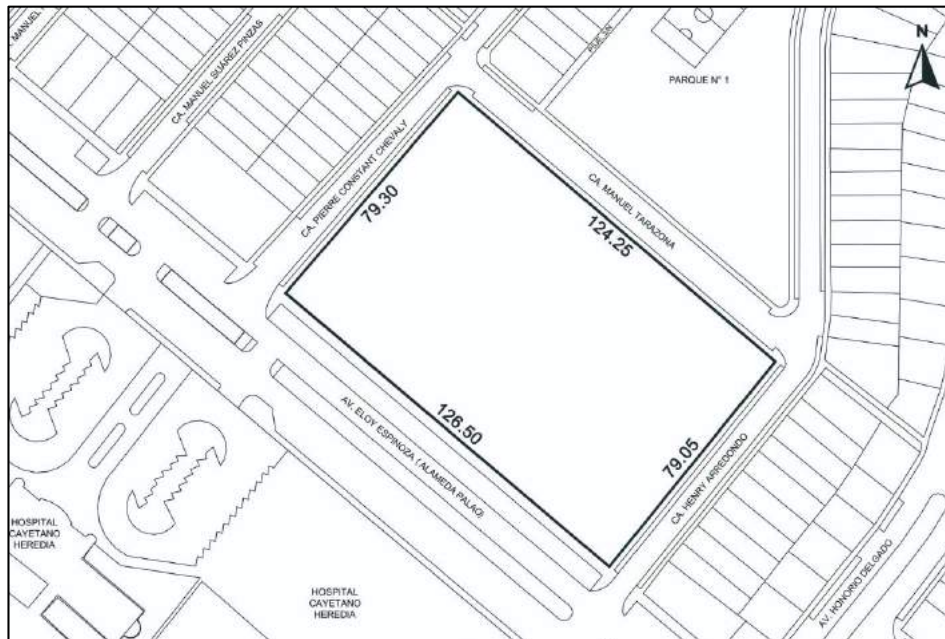 CA. MANUEL
CA. MANUEL SUÁREZ PINZAS
N
PARQUE N° 1
CA. PIERRE CONSTANT CHEVALY
79.30
CA. MANUEL TARAZONA
124.25
AV. ELOY ESPINOZA ( ALAMEDA PALAO)
126.50
79.05
CA. HENRY ARREDONDO
HOSPITAL
CAYETANO
HEREDIA
HOSPITAL
CAYETANO
HEREDIA
AV. HONORIO DELGADO